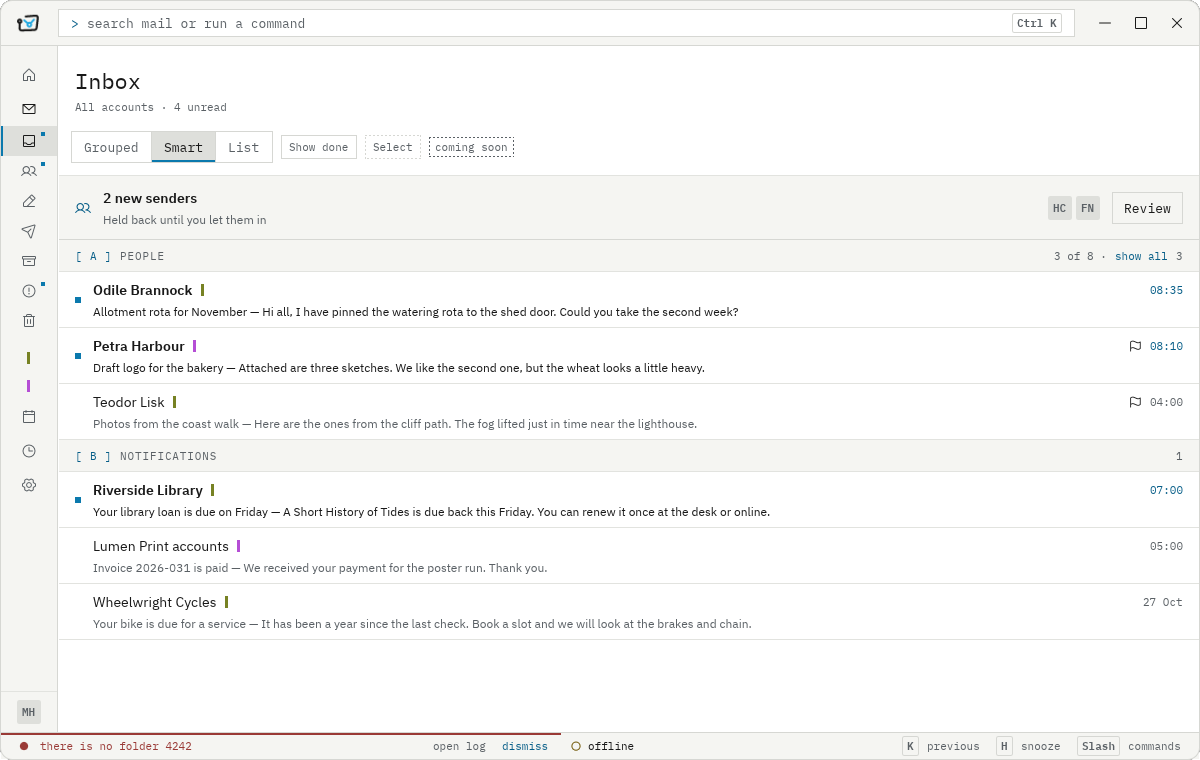 > search mail or run a command Ctrl K
Inbox
All accounts · 4 unread
Grouped Smart List Show done Select coming soon
2 new senders
Held back until you let them in
HC FN Review
[ A ] PEOPLE 3 of 8 · show all 3
Odile Brannock 08:35
Allotment rota for November — Hi all, I have pinned the watering rota to the shed door. Could you take the second week?
Petra Harbour 08:10
Draft logo for the bakery — Attached are three sketches. We like the second one, but the wheat looks a little heavy.
Teodor Lisk 04:00
Photos from the coast walk — Here are the ones from the cliff path. The fog lifted just in time near the lighthouse.
[ B ] NOTIFICATIONS 1
Riverside Library 07:00
Your library loan is due on Friday — A Short History of Tides is due back this Friday. You can renew it once at the desk or online.
Lumen Print accounts 05:00
Invoice 2026-031 is paid — We received your payment for the poster run. Thank you.
Wheelwright Cycles 27 Oct
Your bike is due for a service — It has been a year since the last check. Book a slot and we will look at the brakes and chain.
MH
there is no folder 4242 open log dismiss offline K previous H snooze Slash commands